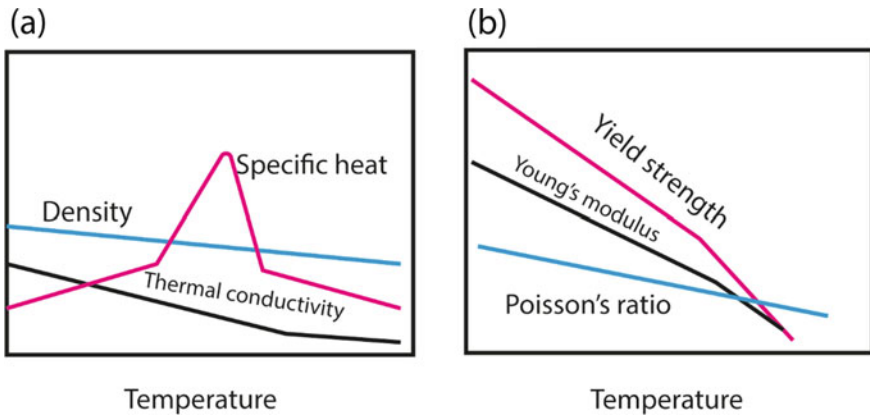 (a)
Specific heat
Density
Thermal conductivity
Temperature
(b)
Yield strength
Young's modulus
Poisson's ratio
Temperature